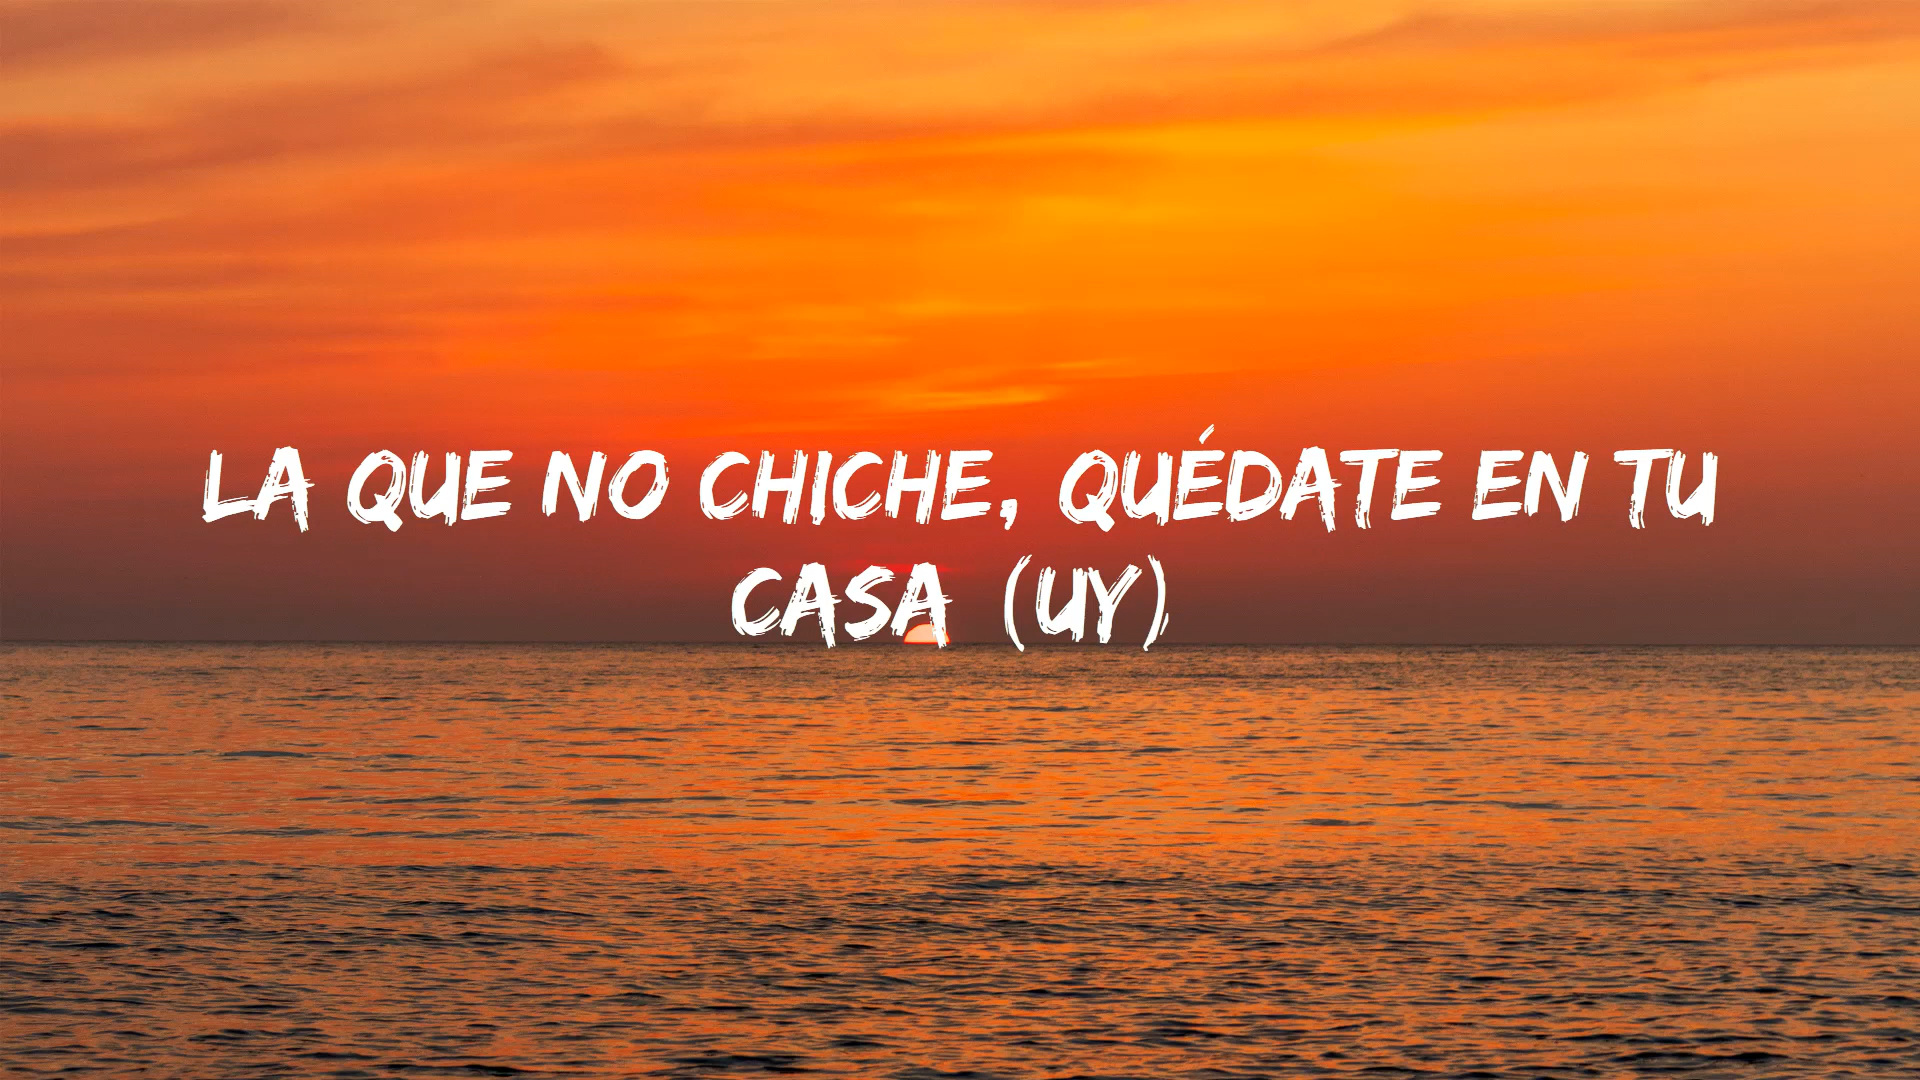 LA QUE NO CHICHE, QUÉDATE EN TU
CASA (UY)